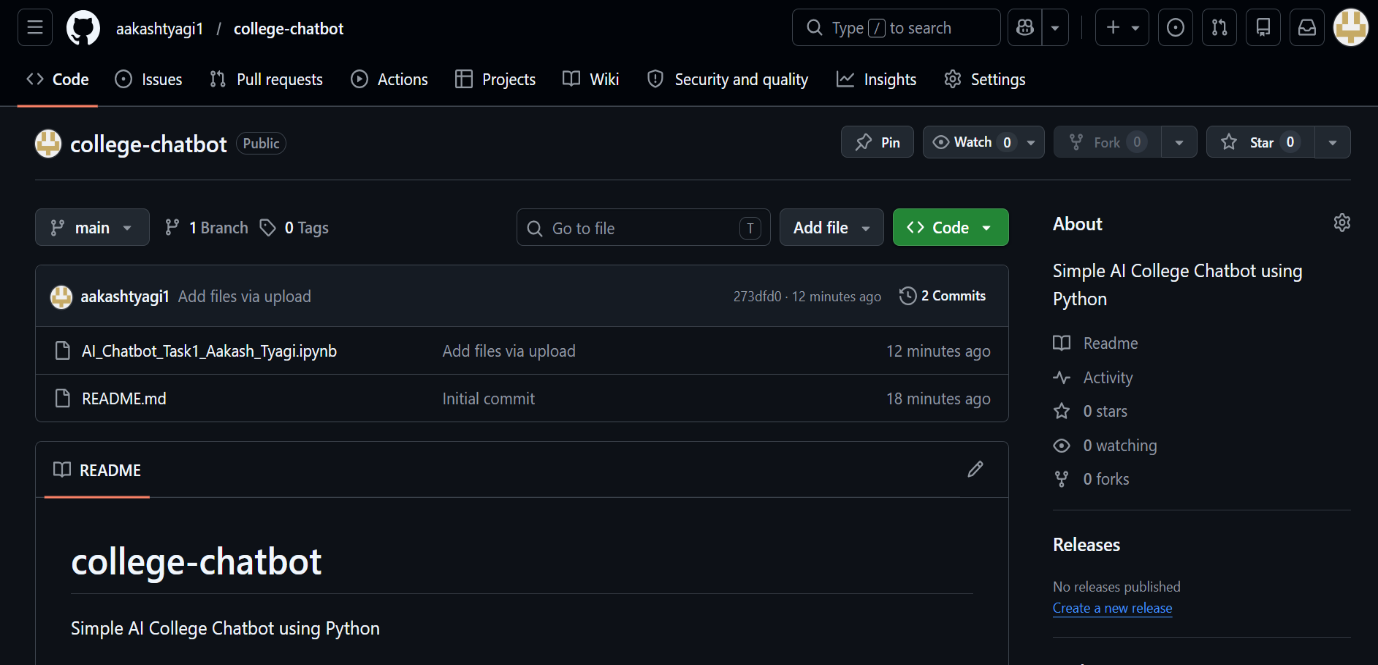 aakashtyagi1 / college-chatbot Type / to search
Code Issues Pull requests Actions Projects Wiki Security and quality Insights Settings
college-chatbot Public Pin Watch 0 Fork 0 Star 0
main 1 Branch 0 Tags Go to file T Add file Code
aakashtyagi1 Add files via upload 273dfd0 · 12 minutes ago 2 Commits
AI_Chatbot_Task1_Aakash_Tyagi.ipynb Add files via upload 12 minutes ago
README.md Initial commit 18 minutes ago
README
college-chatbot
Simple AI College Chatbot using Python
About
Simple AI College Chatbot using
Python
Readme
Activity
0 stars
0 watching
0 forks
Releases
No releases published
Create a new release